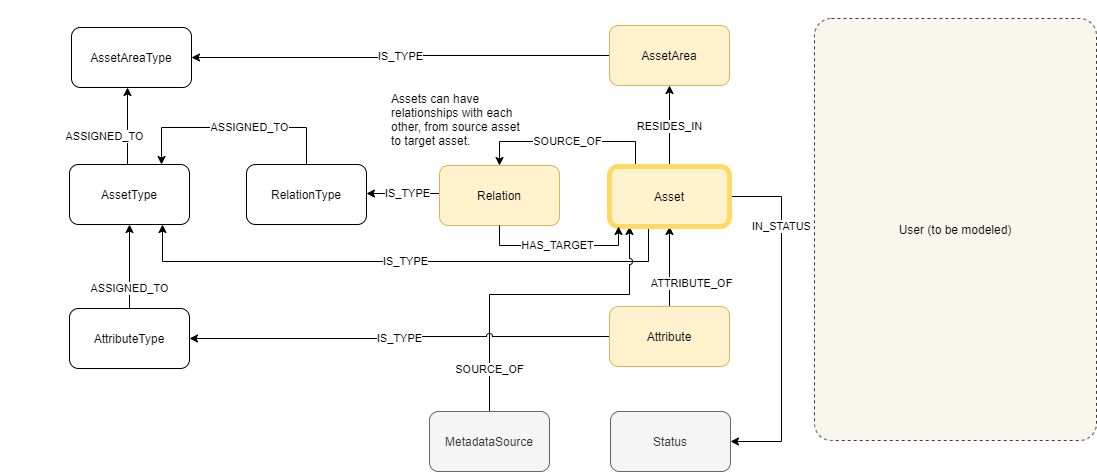 AssetAreaType
IS_TYPE
AssetArea
Assets can have
relationships with each
other, from source asset
to target asset.
ASSIGNED_TO
ASSIGNED_TO
SOURCE_OF
RESIDES_IN
AssetType
RelationType
IS_TYPE
Relation
Asset
IN_STATUS
User (to be modeled)
HAS_TARGET
IS_TYPE
ASSIGNED_TO
ATTRIBUTE_OF
AttributeType
IS_TYPE
Attribute
SOURCE_OF
MetadataSource
Status